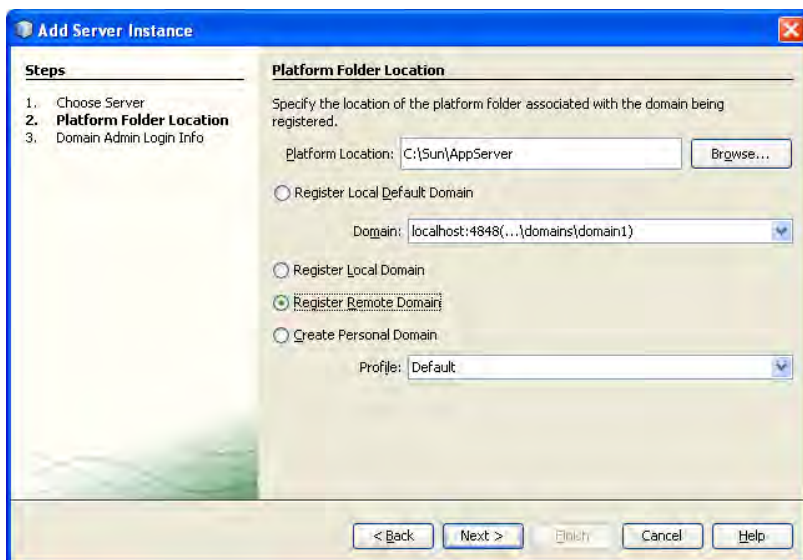 Add Server Instance
Steps
1. Choose Server
2. Platform Folder Location
3. Domain Admin Login Info
Platform Folder Location
Specify the location of the platform folder associated with the domain being
registered.
Platform Location: C:\Sun\AppServer Browse...
Register Local Default Domain
Domain: localhost:4848(...\domains\domain1)
Register Local Domain
Register Remote Domain
Create Personal Domain
Profile: Default
< Back Next > Finish Cancel Help